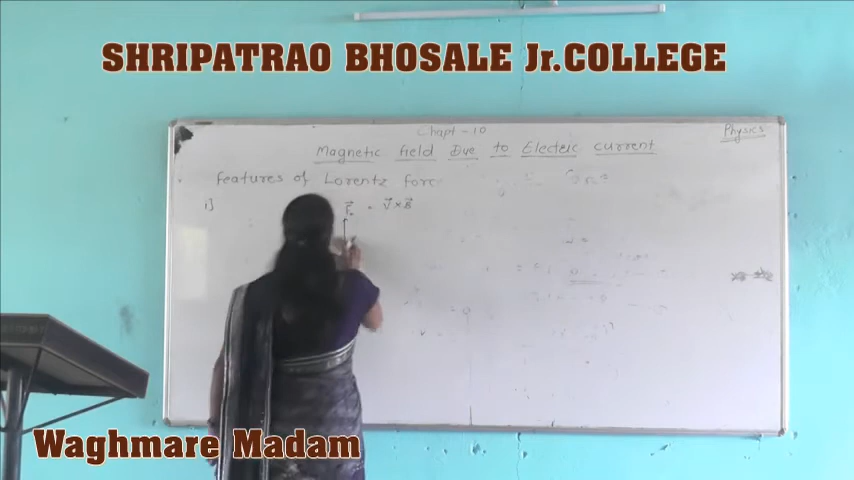 SHRIPATRAO BHOSALE Jr.COLLEGE
Chapt - 10
Physics
Magnetic field Due to Electric current
features of Lorentz forc
1]
= V⃗ × B⃗
Waghmare Madam